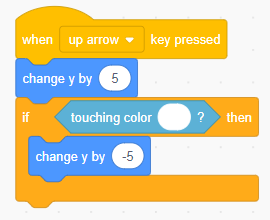 when up arrow key pressed
change y by 5
if touching color ? then
change y by -5